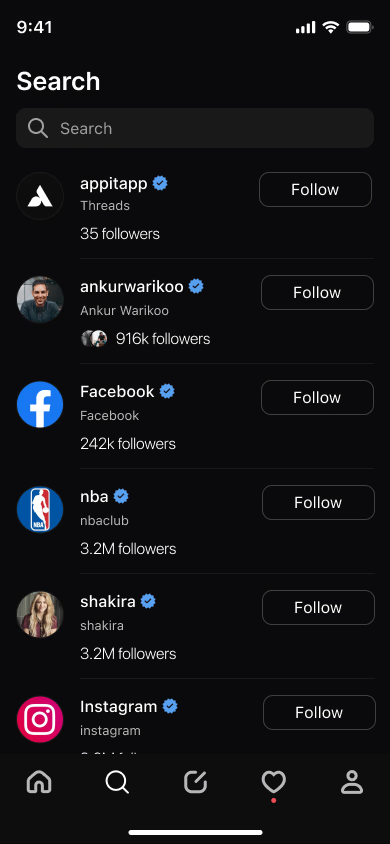 9:41
Search
Search
appitapp
Follow
Threads
35 followers
ankurwarikoo
Follow
Ankur Warikoo
916k followers
Facebook
Follow
Facebook
242k followers
nba
Follow
NBA
nbaclub
3.2M followers
shakira
Follow
shakira
3.2M followers
Instagram
Follow
instagram